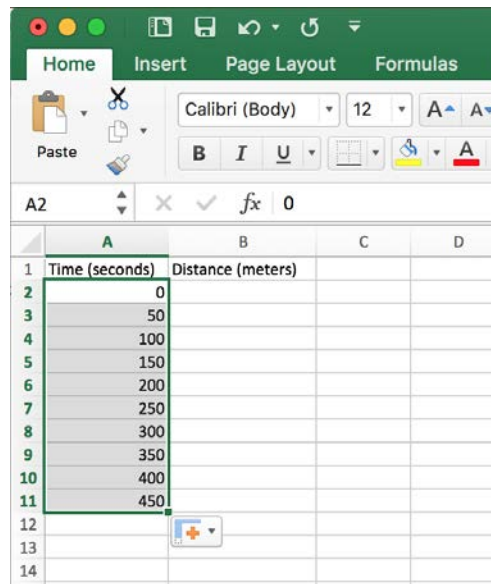 Home Insert Page Layout Formulas
Paste
Calibri (Body) 12 A A
B I U A
A2 fx 0
A B C D
1 Time (seconds) Distance (meters)
2 0
3 50
4 100
5 150
6 200
7 250
8 300
9 350
10 400
11 450
12
13
14